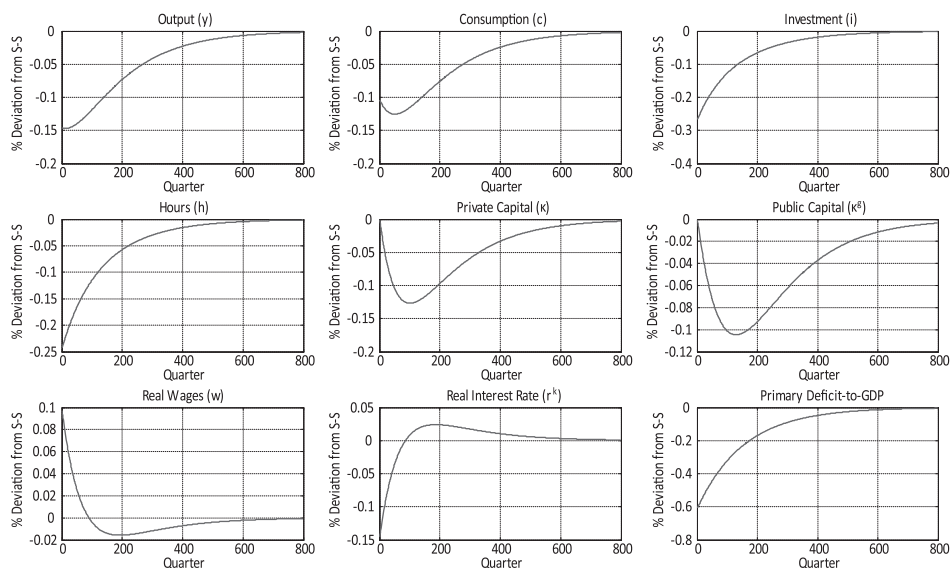 Output (y)
% Deviation from S-S
0
-0.05
-0.1
-0.15
-0.2
0 200 400 600 800
Quarter
Consumption (c)
% Deviation from S-S
0
-0.05
-0.1
-0.15
-0.2
0 200 400 600 800
Quarter
Investment (i)
% Deviation from S-S
0
-0.1
-0.2
-0.3
-0.4
0 200 400 600 800
Quarter
Hours (h)
% Deviation from S-S
0
-0.05
-0.1
-0.15
-0.2
-0.25
0 200 400 600 800
Quarter
Private Capital (κ)
% Deviation from S-S
0
-0.05
-0.1
-0.15
-0.2
0 200 400 600 800
Quarter
Public Capital (κᵍ)
% Deviation from S-S
0
-0.02
-0.04
-0.06
-0.08
-0.1
-0.12
0 200 400 600 800
Quarter
Real Wages (w)
% Deviation from S-S
0.1
0.08
0.06
0.04
0.02
0
-0.02
0 200 400 600 800
Quarter
Real Interest Rate (rᵏ)
% Deviation from S-S
0.05
0
-0.05
-0.1
-0.15
0 200 400 600 800
Quarter
Primary Deficit-to-GDP
% Deviation from S-S
0
-0.2
-0.4
-0.6
-0.8
0 200 400 600 800
Quarter